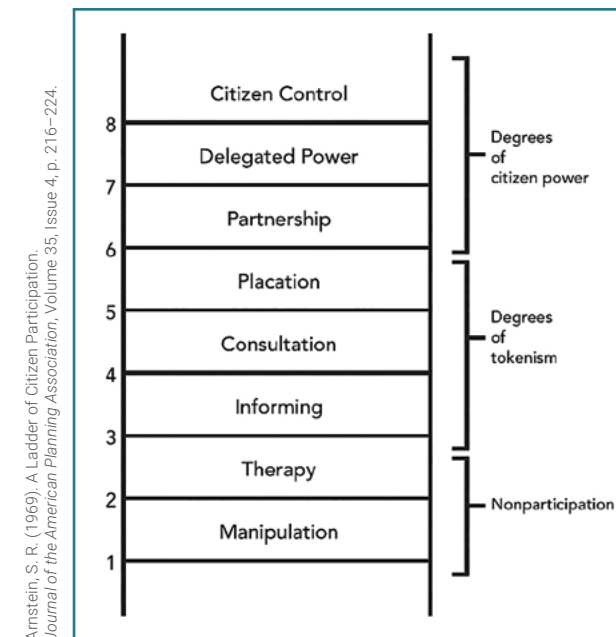 Arnstein, S. R. (1969). A Ladder of Citizen Participation.
Journal of the American Planning Association, Volume 35, Issue 4, p. 216–224.
Citizen Control
8
Delegated Power
7
Partnership
6
Placation
5
Consultation
4
Informing
3
Therapy
2
Manipulation
1
Degrees
of
citizen power
Degrees
of
tokenism
Nonparticipation